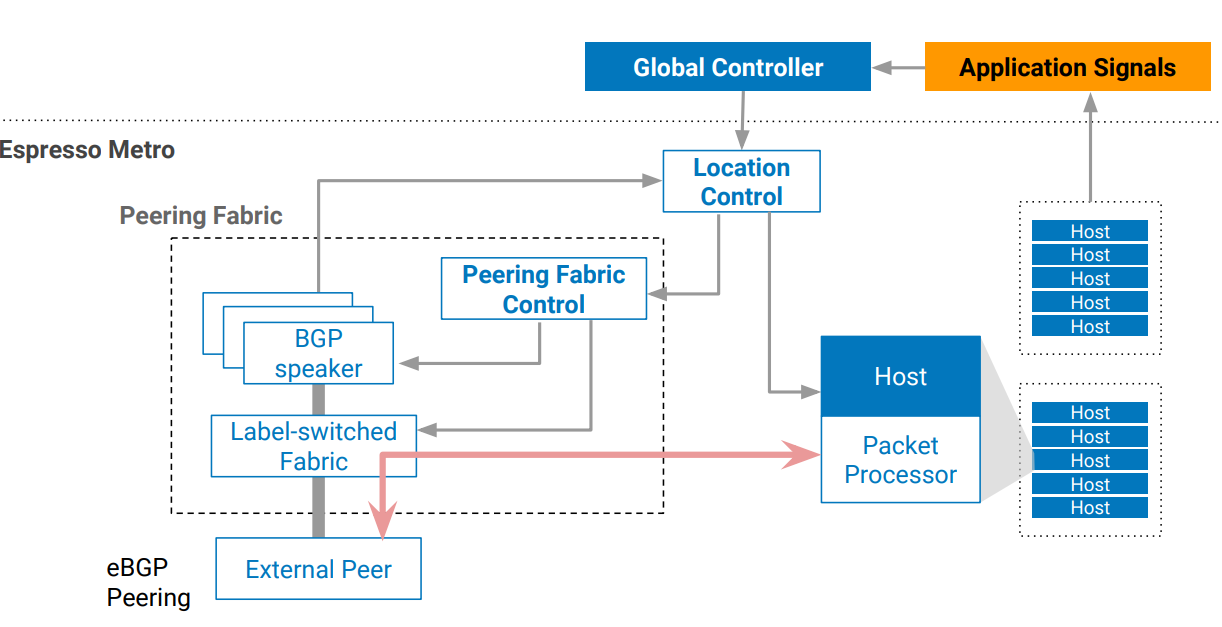 Global Controller
Application Signals
Espresso Metro
Location
Control
Peering Fabric
Peering Fabric
Control
BGP
speaker
Label-switched
Fabric
External Peer
eBGP
Peering
Host
Packet
Processor
Host
Host
Host
Host
Host
Host
Host
Host
Host
Host